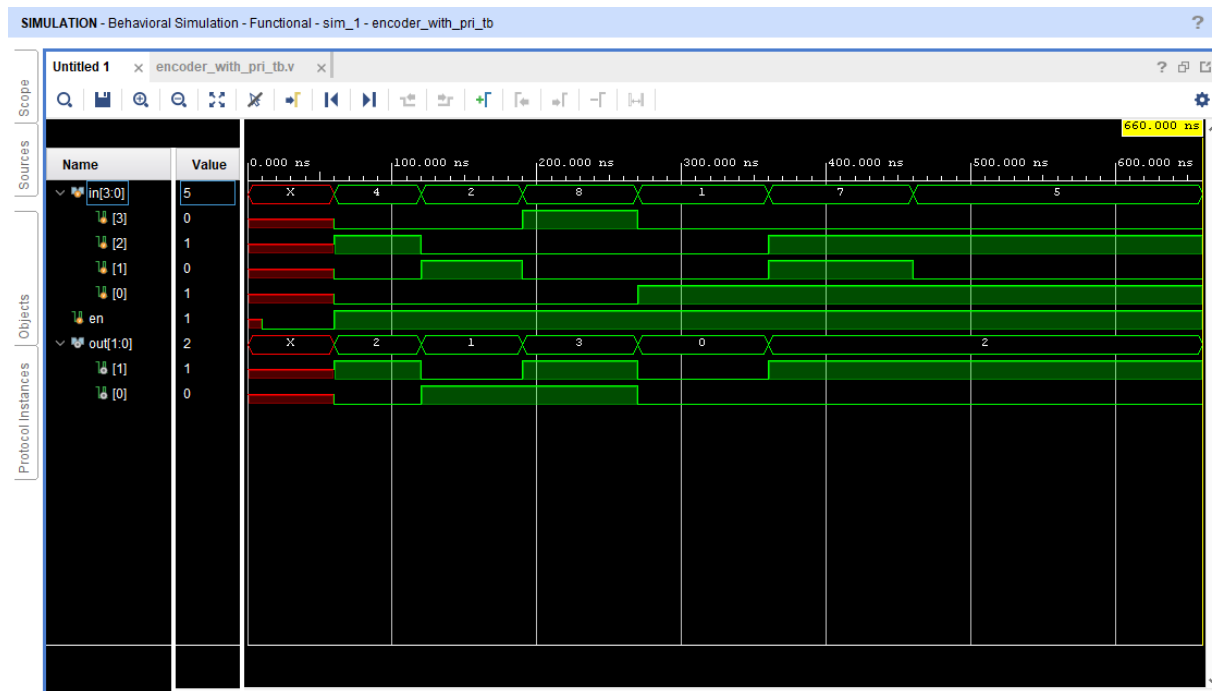 SIMULATION - Behavioral Simulation - Functional - sim_1 - encoder_with_pri_tb ?
Scope
Sources
Objects
Protocol Instances
Untitled 1 × encoder_with_pri_tb.v ×
?
660.000 ns
Name Value
0.000 ns 100.000 ns 200.000 ns 300.000 ns 400.000 ns 500.000 ns 600.000 ns
in[3:0] 5 X 4 2 8 1 7 5
[3] 0
[2] 1
[1] 0
[0] 1
en 1
out[1:0] 2 X 2 1 3 0 2
[1] 1
[0] 0